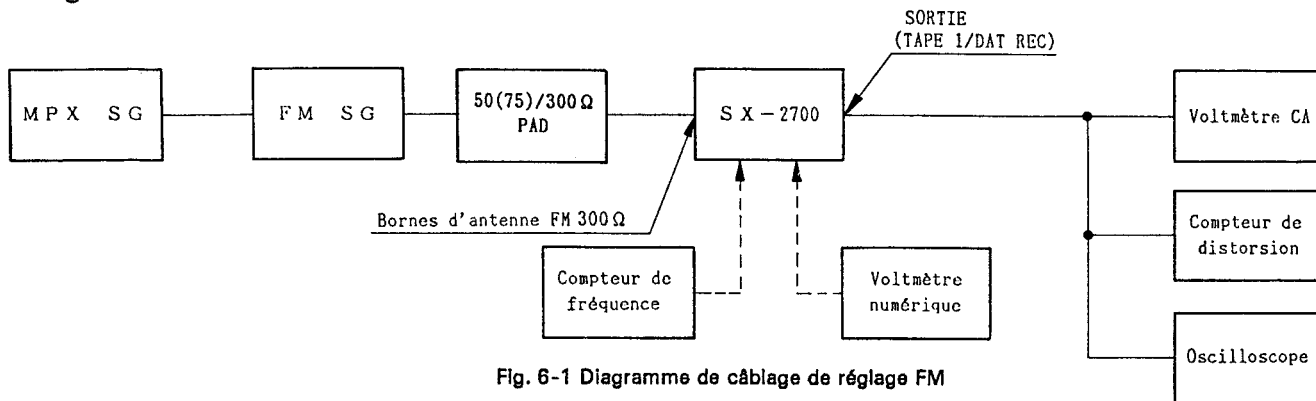 SORTIE
(TAPE 1/DAT REC)
MPX SG
FM SG
50(75)/300Ω
PAD
SX-2700
Voltmètre CA
Bornes d'antenne FM 300Ω
Compteur de
distorsion
Compteur de
fréquence
Voltmètre
numérique
Oscilloscope
Fig. 6-1 Diagramme de câblage de réglage FM